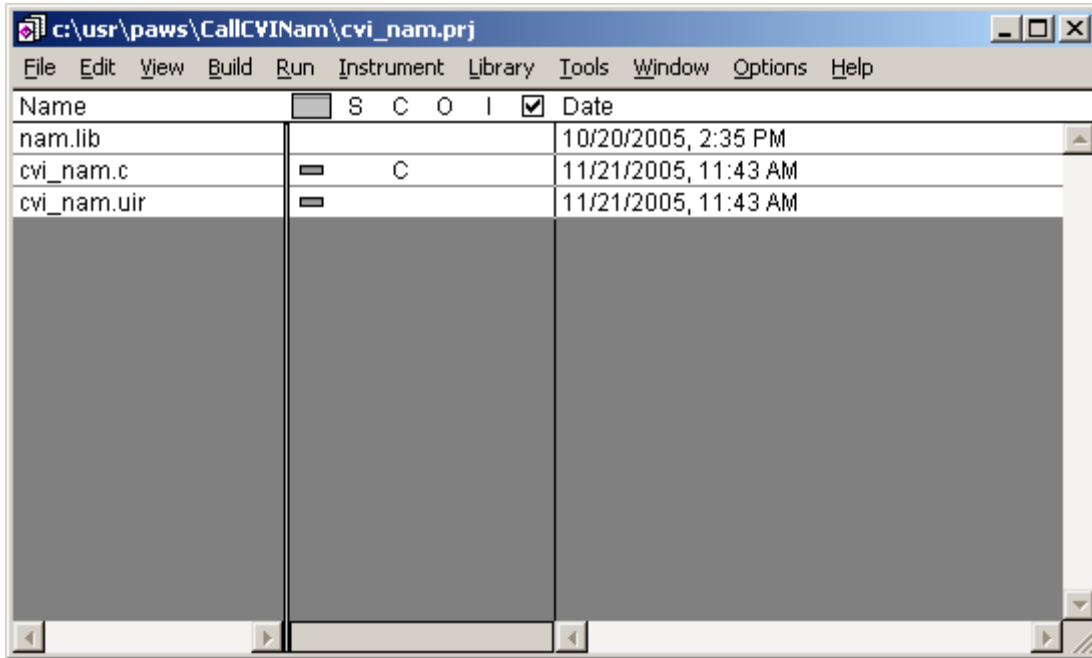 c:\usr\paws\CallCVINam\cvi_nam.prj
File Edit View Build Run Instrument Library Tools Window Options Help
Name S C O I Date
nam.lib 10/20/2005, 2:35 PM
cvi_nam.c C 11/21/2005, 11:43 AM
cvi_nam.uir 11/21/2005, 11:43 AM